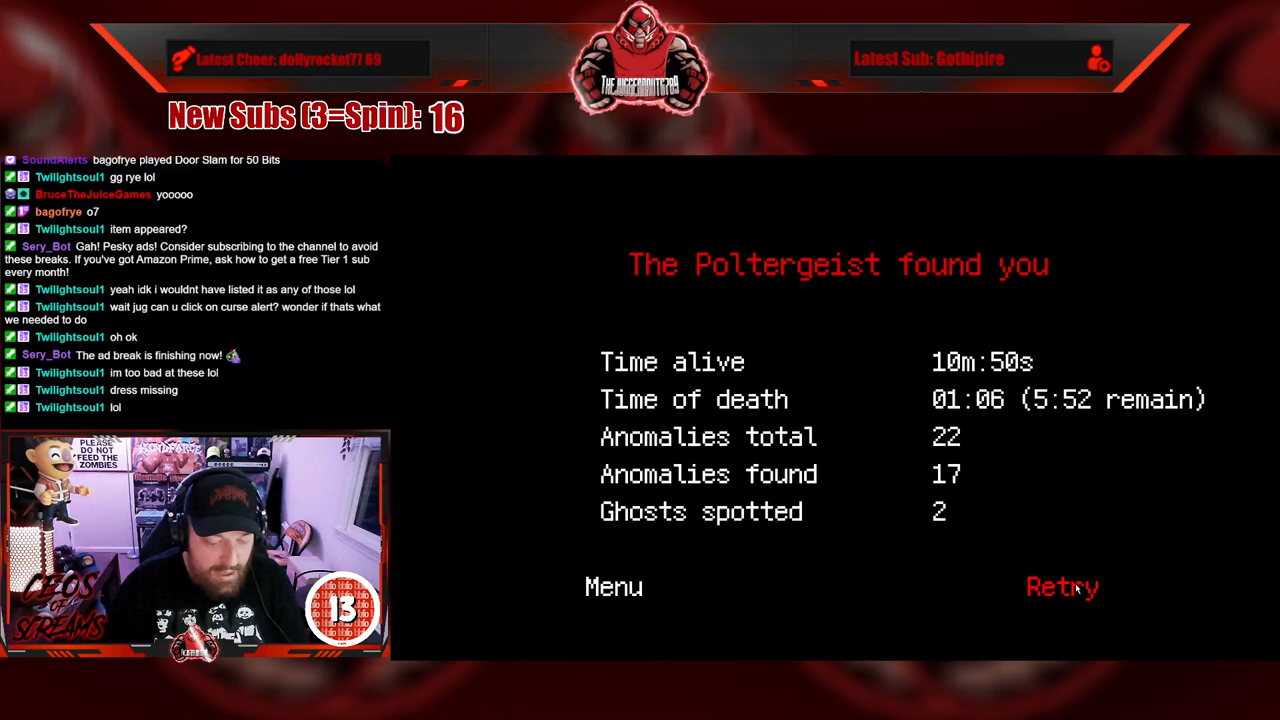 Latest Cheer: dollyrocket77 69
THEJUGGERNAUT6789
Latest Sub: Gothipire
New Subs (3=Spin): 16
SoundAlerts bagofrye played Door Slam for 50 Bits
Twilightsoul1 gg rye lol
BruceTheJuiceGames yooooo
bagofrye o7
Twilightsoul1 item appeared?
Sery_Bot Gah! Pesky ads! Consider subscribing to the channel to avoid
these breaks. If you've got Amazon Prime, ask how to get a free Tier 1 sub
every month!
Twilightsoul1 yeah idk i wouldnt have listed it as any of those lol
Twilightsoul1 wait jug can u click on curse alert? wonder if thats what
we needed to do
Twilightsoul1 oh ok
Sery_Bot The ad break is finishing now!
Twilightsoul1 im too bad at these lol
Twilightsoul1 dress missing
Twilightsoul1 lol
The Poltergeist found you
Time alive 10m:50s
Time of death 01:06 (5:52 remain)
Anomalies total 22
Anomalies found 17
Ghosts spotted 2
Menu Retry
PLEASE
DO NOT
FEED THE
ZOMBIES
CEOS
OF
SCREAMS
13